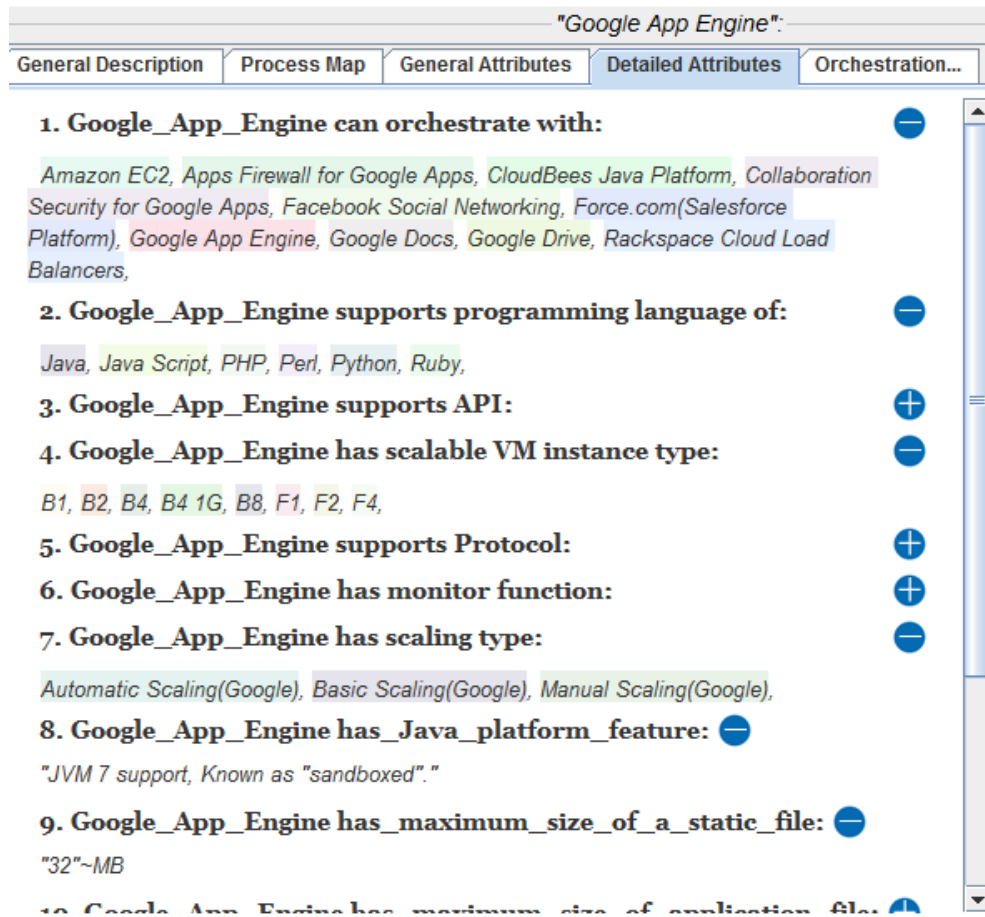 "Google App Engine":
General Description Process Map General Attributes Detailed Attributes Orchestration...
1. Google_App_Engine can orchestrate with:
Amazon EC2, Apps Firewall for Google Apps, CloudBees Java Platform, Collaboration
Security for Google Apps, Facebook Social Networking, Force.com(Salesforce
Platform), Google App Engine, Google Docs, Google Drive, Rackspace Cloud Load
Balancers,
2. Google_App_Engine supports programming language of:
Java, Java Script, PHP, Perl, Python, Ruby,
3. Google_App_Engine supports API:
4. Google_App_Engine has scalable VM instance type:
B1, B2, B4, B4 1G, B8, F1, F2, F4,
5. Google_App_Engine supports Protocol:
6. Google_App_Engine has monitor function:
7. Google_App_Engine has scaling type:
Automatic Scaling(Google), Basic Scaling(Google), Manual Scaling(Google),
8. Google_App_Engine has_Java_platform_feature:
"JVM 7 support, Known as "sandboxed"."
9. Google_App_Engine has_maximum_size_of_a_static_file:
"32"~MB
10. Google_App_Engine has_maximum_size_of_application_file: